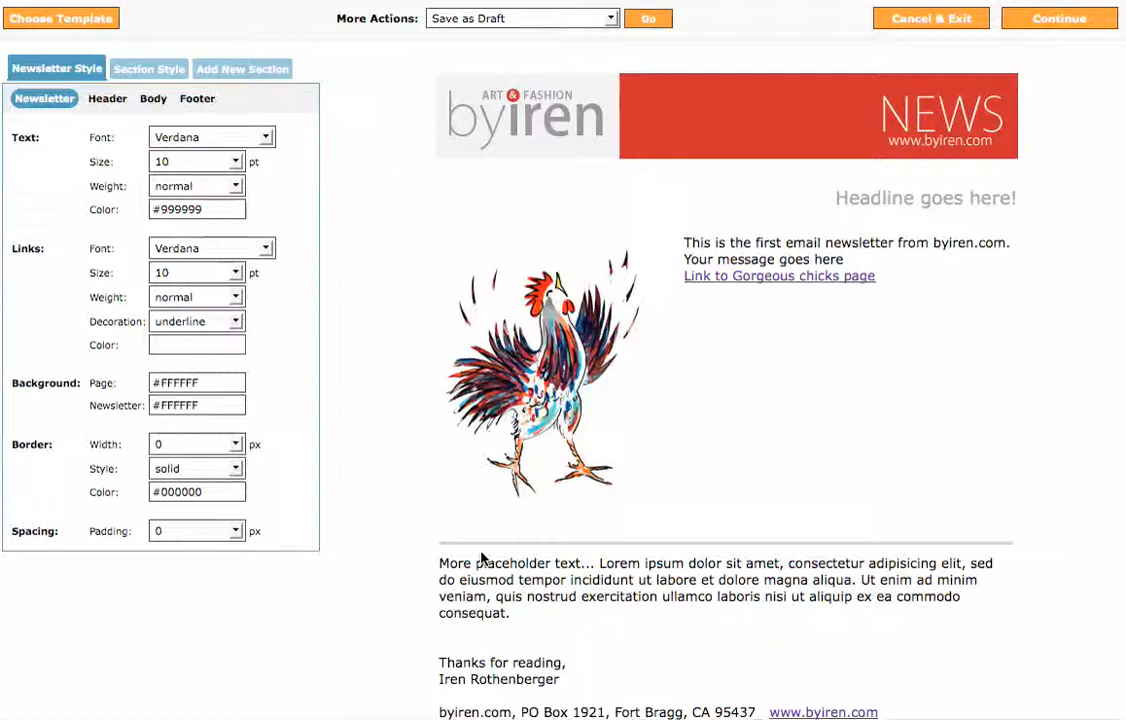 Choose Template
More Actions: Save as Draft Go
Cancel & Exit Continue
Newsletter Style Section Style Add New Section
Newsletter Header Body Footer
Text: Font: Verdana
Size: 10 pt
Weight: normal
Color: #999999
Links: Font: Verdana
Size: 10 pt
Weight: normal
Decoration: underline
Color:
Background: Page: #FFFFFF
Newsletter: #FFFFFF
Border: Width: 0 px
Style: solid
Color: #000000
Spacing: Padding: 0 px
ART & FASHION
byiren
NEWS
www.byiren.com
Headline goes here!
This is the first email newsletter from byiren.com.
Your message goes here
Link to Gorgeous chicks page
More placeholder text... Lorem ipsum dolor sit amet, consectetur adipisicing elit, sed
do eiusmod tempor incididunt ut labore et dolore magna aliqua. Ut enim ad minim
veniam, quis nostrud exercitation ullamco laboris nisi ut aliquip ex ea commodo
consequat.
Thanks for reading,
Iren Rothenberger
byiren.com, PO Box 1921, Fort Bragg, CA 95437 www.byiren.com